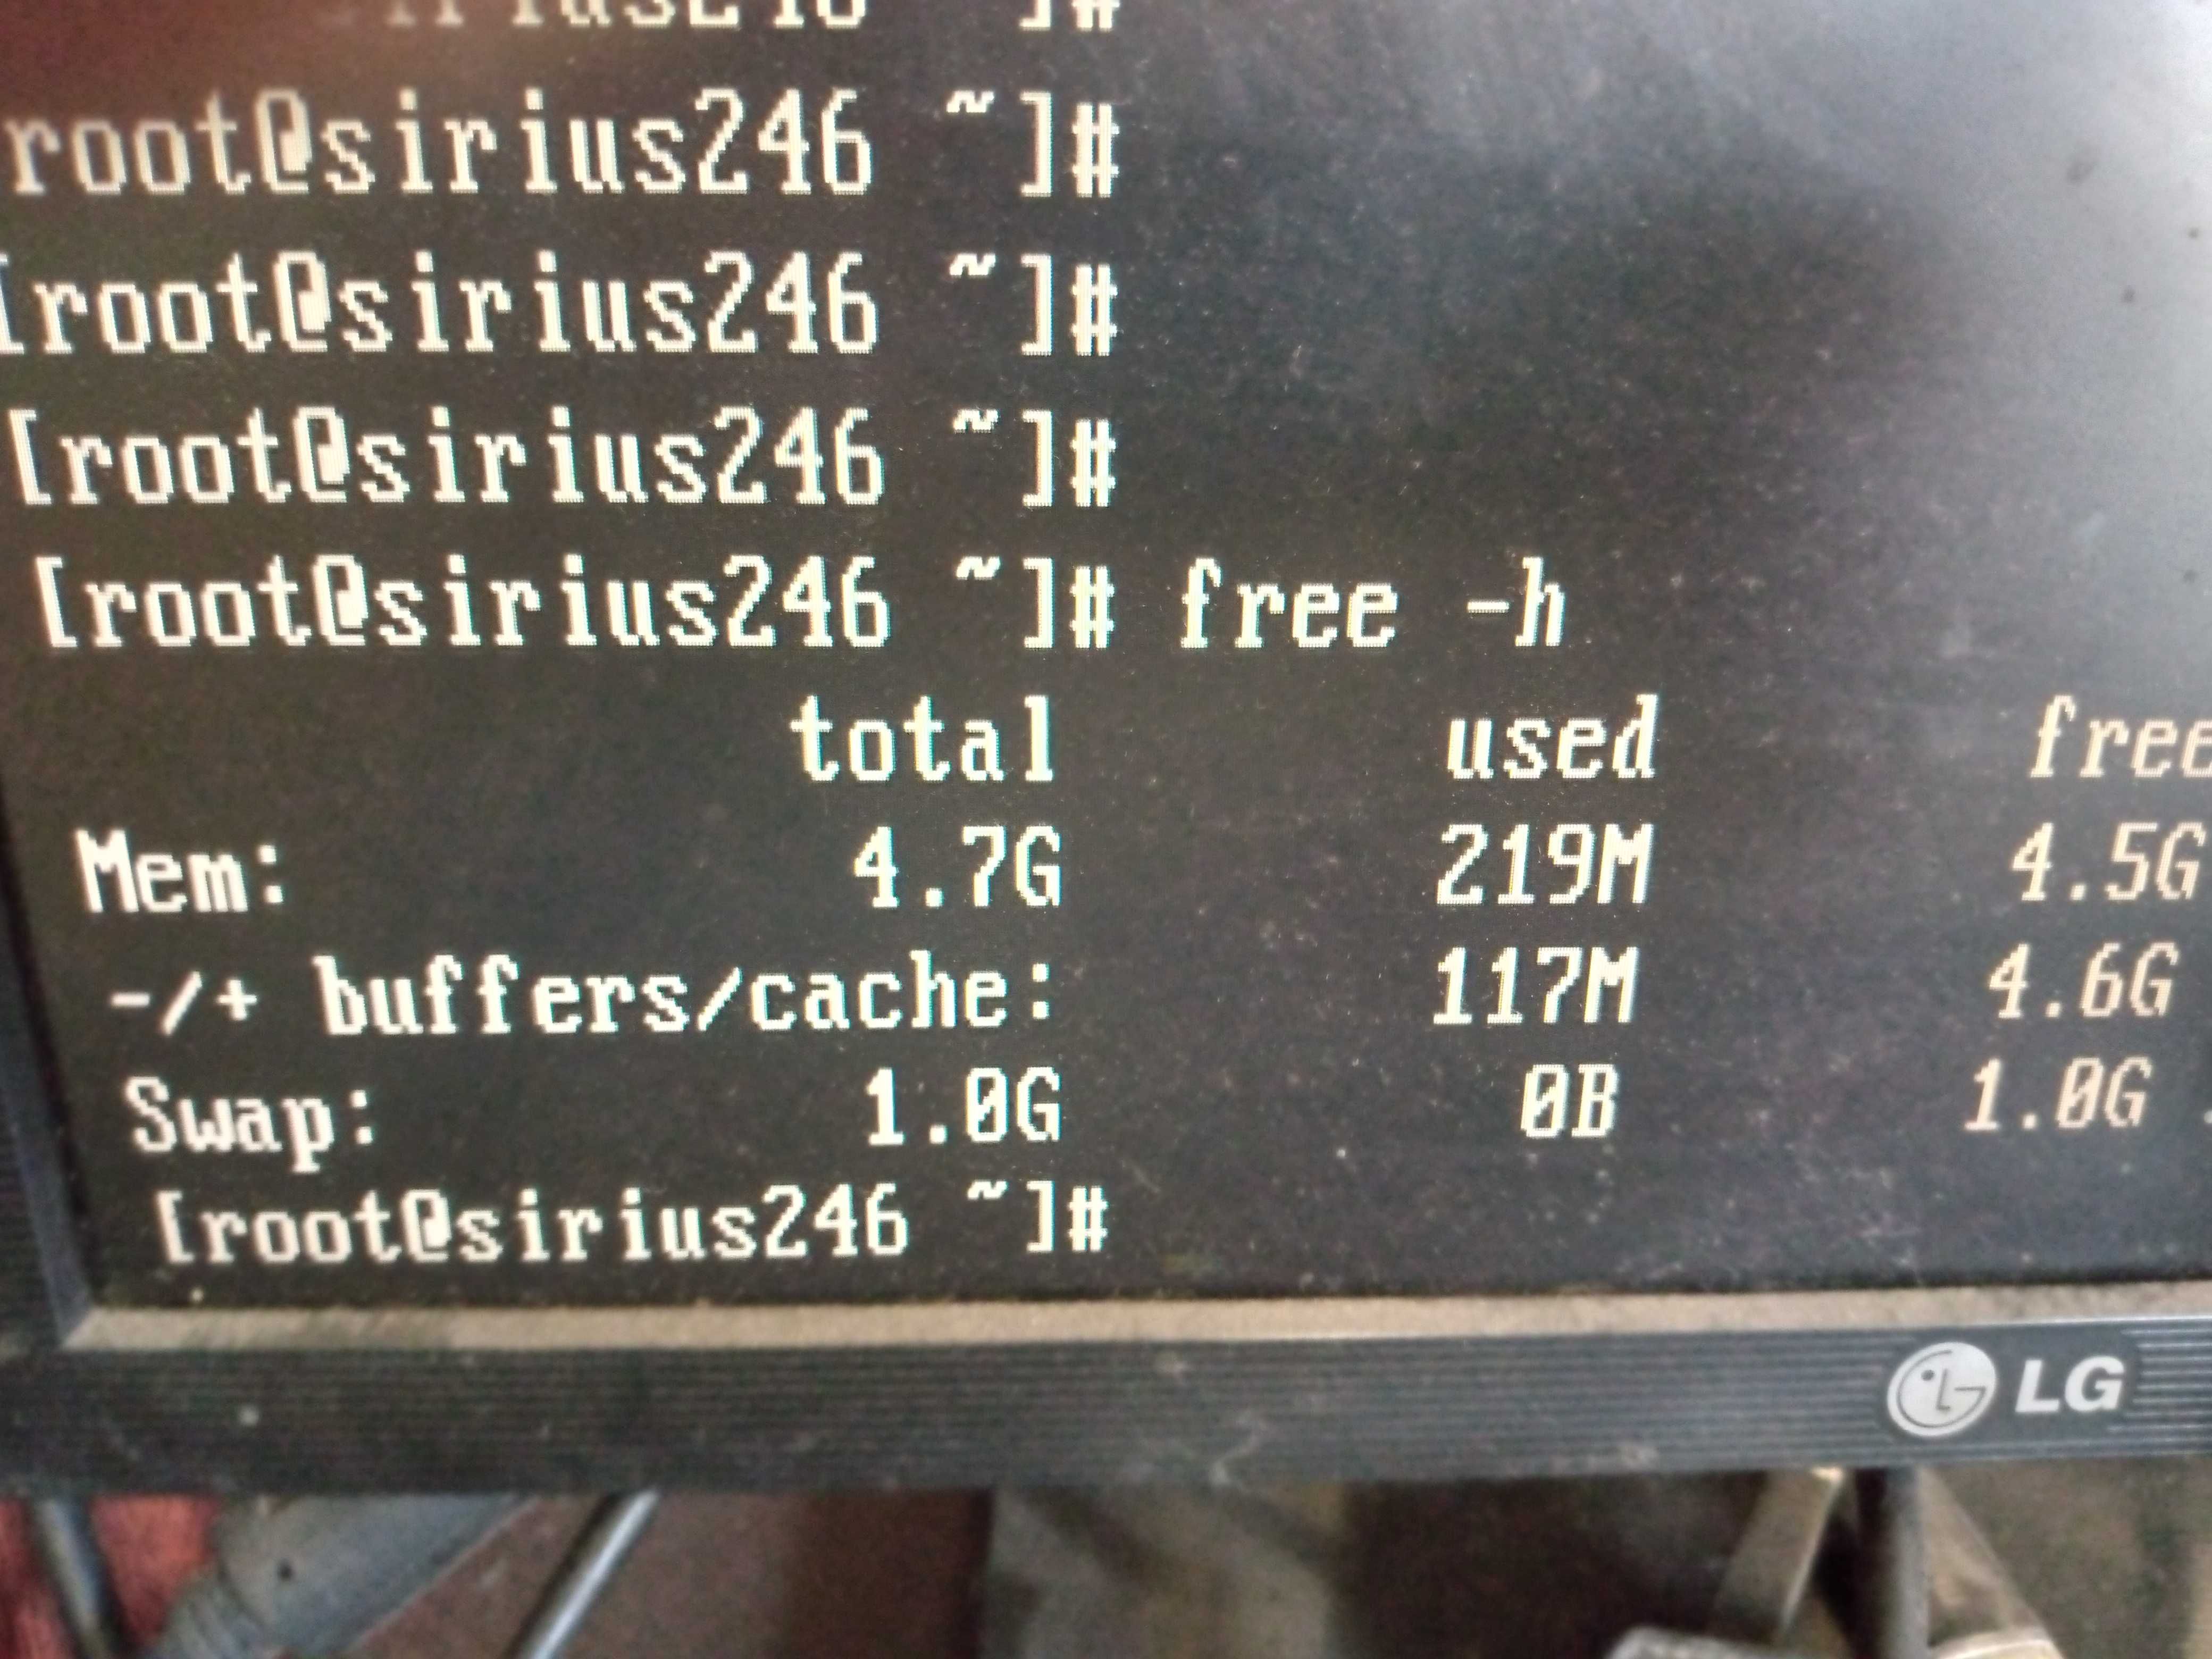 root@sirius246 ~]#
[root@sirius246 ~]#
[root@sirius246 ~]#
[root@sirius246 ~]# free -h
total used free
Mem: 4.7G 219M 4.5G
-/+ buffers/cache: 117M 4.6G
Swap: 1.0G 0B 1.0G
[root@sirius246 ~]#
LG